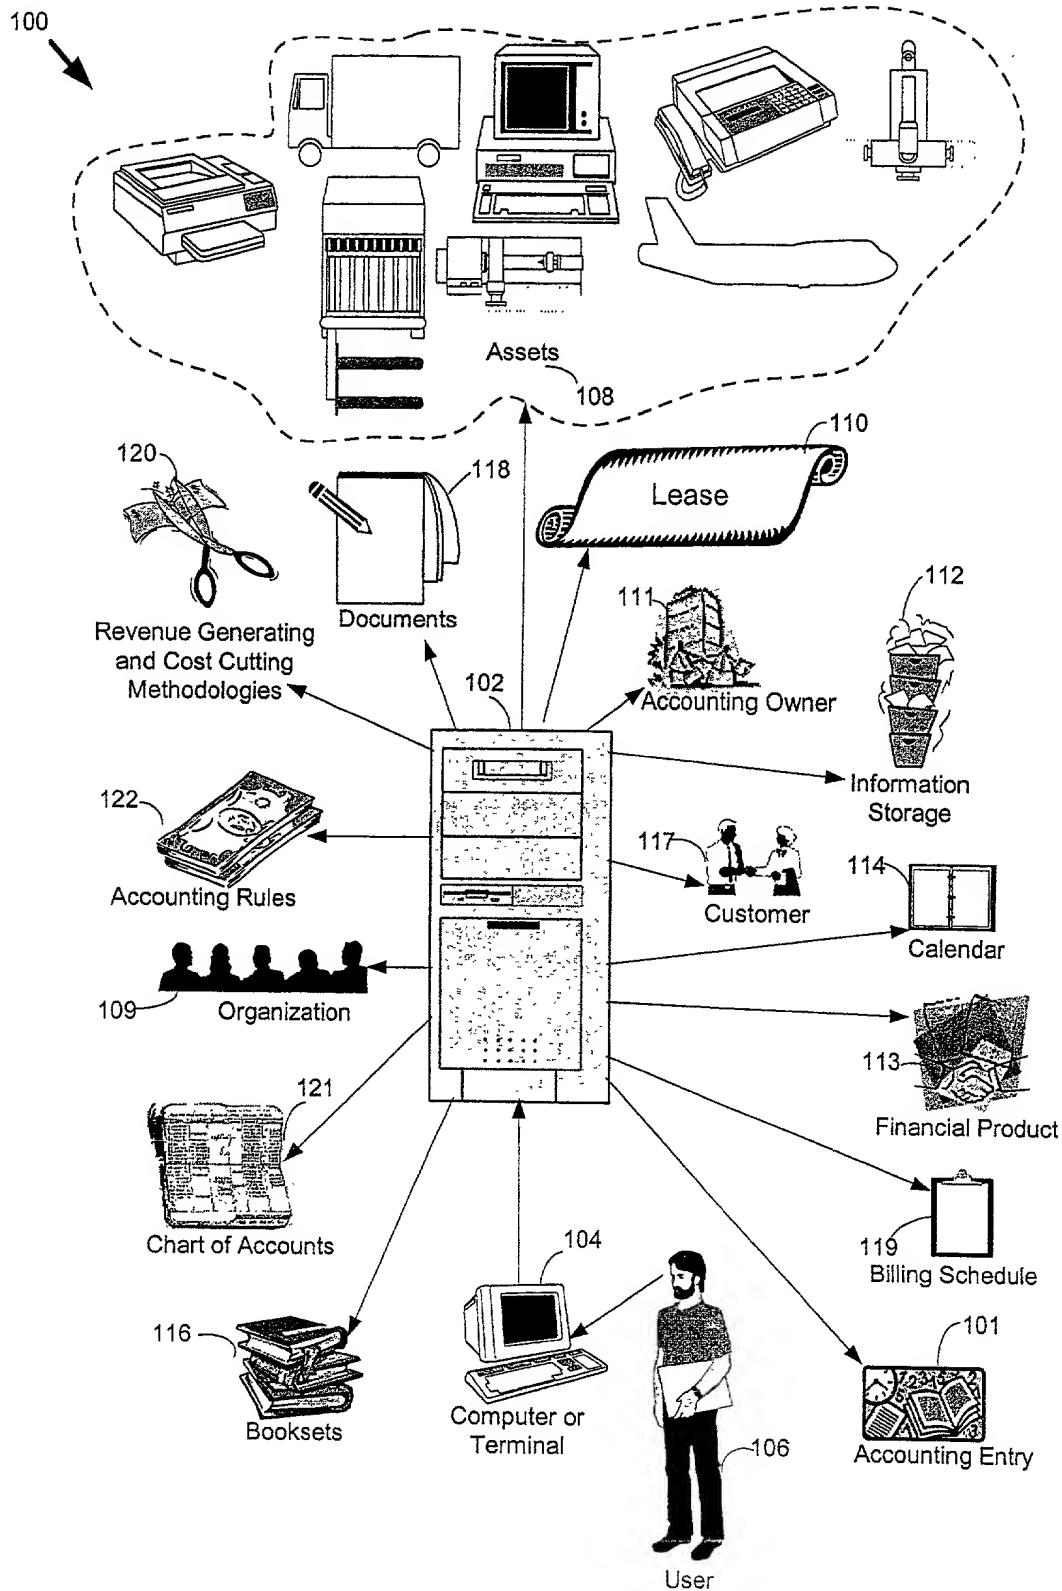 100
Assets
108
110
120
118
Lease
112
111
Documents
Revenue Generating
and Cost Cutting
Methodologies
102
Accounting Owner
Information
Storage
122
117
114
Accounting Rules
Customer
Calendar
109
Organization
113
121
Financial Product
Chart of Accounts
119
Billing Schedule
104
116
101
Computer or
Terminal
Booksets
106
Accounting Entry
User